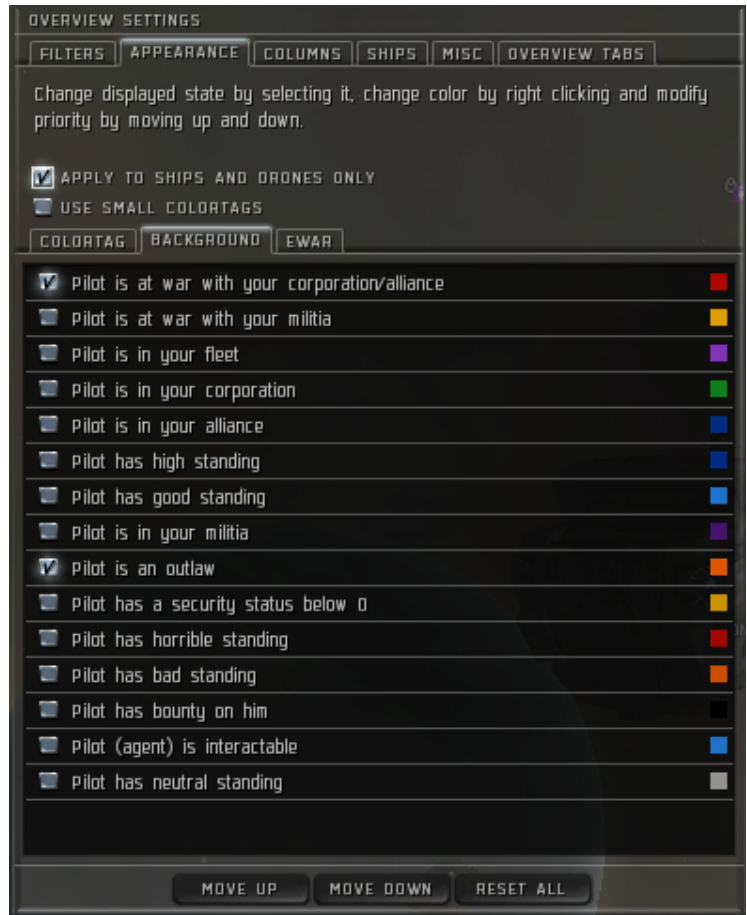 OVERVIEW SETTINGS
FILTERS APPEARANCE COLUMNS SHIPS MISC OVERVIEW TABS
Change displayed state by selecting it, change color by right clicking and modify
priority by moving up and down.
APPLY TO SHIPS AND DRONES ONLY
USE SMALL COLORTAGS
COLORTAG BACKGROUND EWAR
Pilot is at war with your corporation/alliance
Pilot is at war with your militia
Pilot is in your fleet
Pilot is in your corporation
Pilot is in your alliance
Pilot has high standing
Pilot has good standing
Pilot is in your militia
Pilot is an outlaw
Pilot has a security status below 0
Pilot has horrible standing
Pilot has bad standing
Pilot has bounty on him
Pilot (agent) is interactable
Pilot has neutral standing
MOVE UP MOVE DOWN RESET ALL